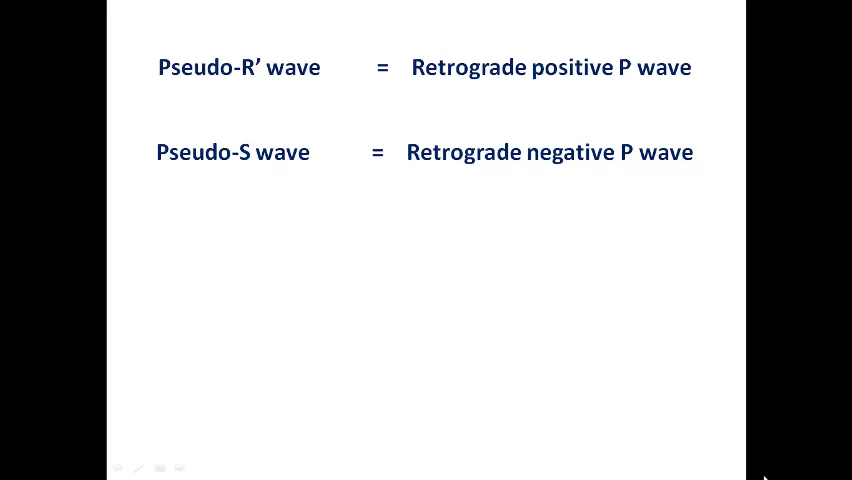 Pseudo-R’ wave = Retrograde positive P wave
Pseudo-S wave = Retrograde negative P wave